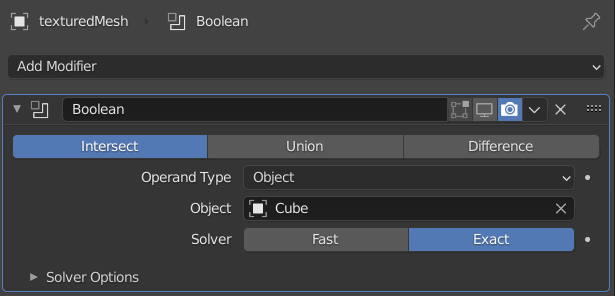 texturedMesh Boolean
Add Modifier
Boolean
Intersect Union Difference
Operand Type Object
Object Cube
Solver Fast Exact
Solver Options